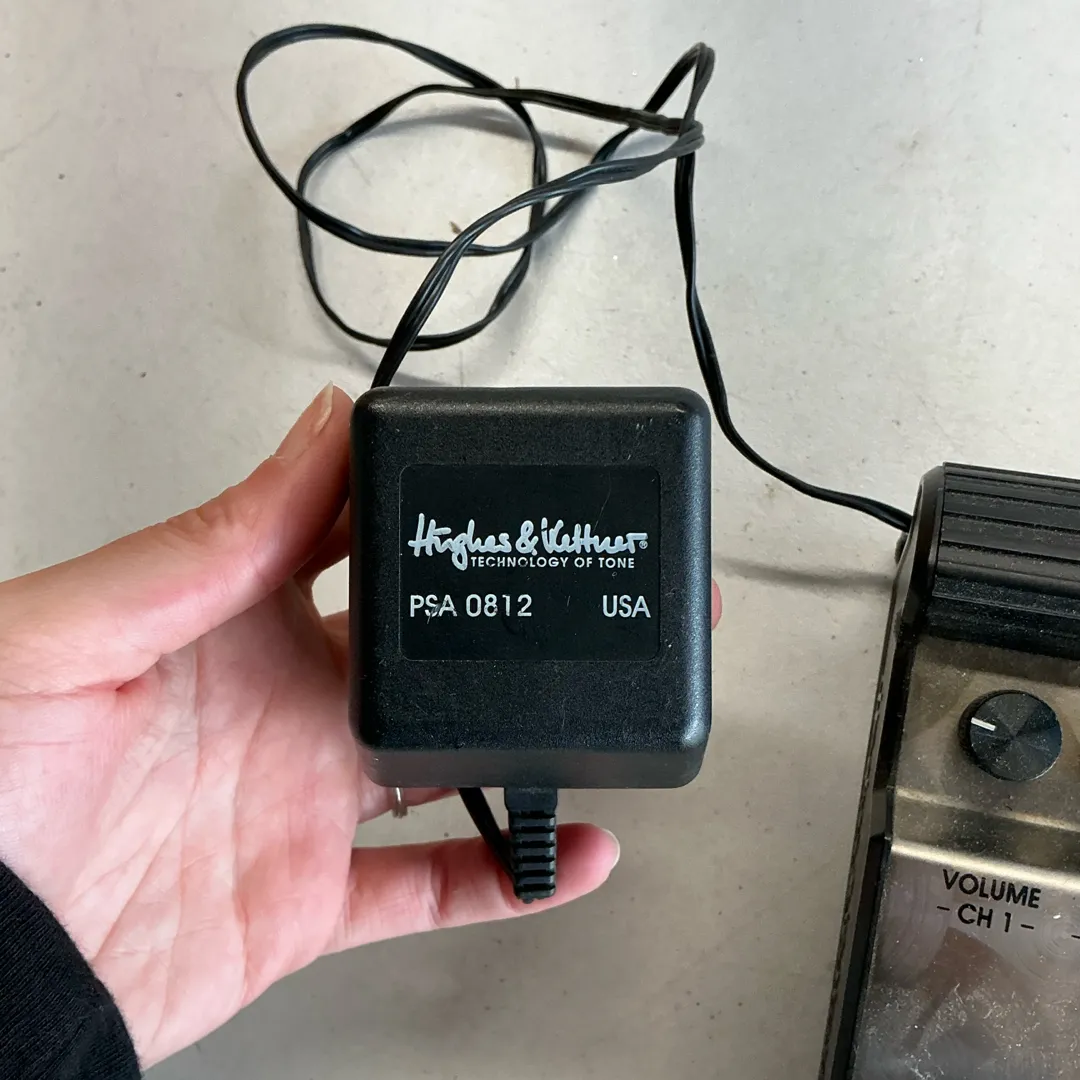 Hughes & Kettner®
TECHNOLOGY OF TONE
PSA 0812 USA
VOLUME
- CH 1 -